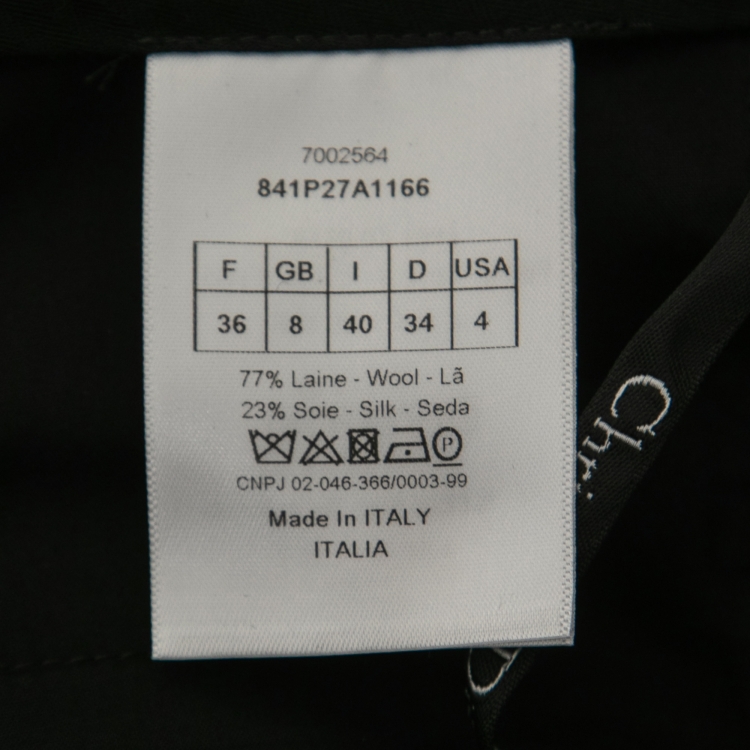 7002564
841P27A1166
F GB I D USA
36 8 40 34 4
77% Laine - Wool - Lã
23% Soie - Silk - Seda
P
CNPJ 02-046-366/0003-99
Made In ITALY
ITALIA
Chri